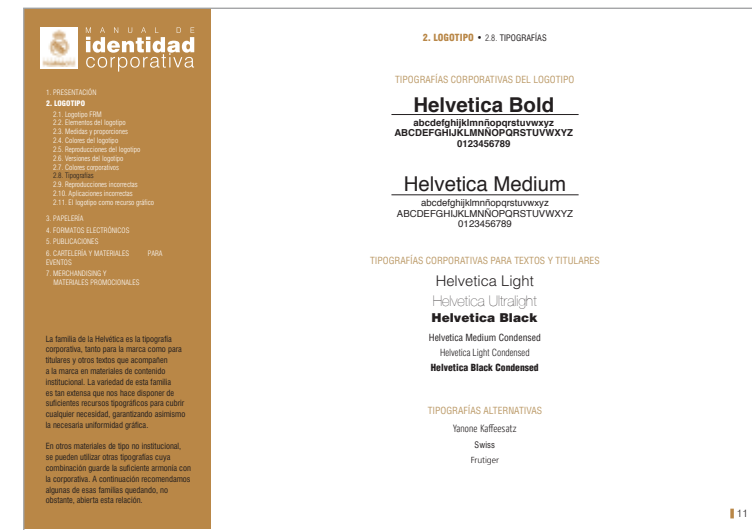 MANUAL DE
identidad
corporativa
1. PRESENTACIÓN
2. LOGOTIPO
2.1. Logotipo FRM
2.2. Elementos del logotipo
2.3. Medidas y proporciones
2.4. Colores del logotipo
2.5. Reproducciones del logotipo
2.6. Versiones del logotipo
2.7. Colores corporativos
2.8. Tipografías
2.9. Reproducciones incorrectas
2.10. Aplicaciones incorrectas
2.11. El logotipo como recurso gráfico
3. PAPELERÍA
4. FORMATOS ELECTRÓNICOS
5. PUBLICACIONES
6. CARTELERÍA Y MATERIALES PARA
EVENTOS
7. MERCHANDISING Y
MATERIALES PROMOCIONALES
La familia de la Helvética es la tipografía
corporativa, tanto para la marca como para
titulares y otros textos que acompañen
a la marca en materiales de contenido
institucional. La variedad de esta familia
es tan extensa que nos hace disponer de
suficientes recursos tipográficos para cubrir
cualquier necesidad, garantizando asimismo
la necesaria uniformidad gráfica.
En otros materiales de tipo no institucional,
se pueden utilizar otras tipografías cuya
combinación guarde la suficiente armonía con
la corporativa. A continuación recomendamos
algunas de esas familias quedando, no
obstante, abierta esta relación.
2. LOGOTIPO • 2.8. TIPOGRAFÍAS
TIPOGRAFÍAS CORPORATIVAS DEL LOGOTIPO
Helvetica Bold
abcdefghijklmnñopqrstuvwxyz
ABCDEFGHIJKLMNÑOPQRSTUVWXYZ
0123456789
Helvetica Medium
abcdefghijklmnñopqrstuvwxyz
ABCDEFGHIJKLMNÑOPQRSTUVWXYZ
0123456789
TIPOGRAFÍAS CORPORATIVAS PARA TEXTOS Y TITULARES
Helvetica Light
Helvetica Ultralight
Helvetica Black
Helvetica Medium Condensed
Helvetica Light Condensed
Helvetica Black Condensed
TIPOGRAFÍAS ALTERNATIVAS
Yanone Kaffeesatz
Swiss
Frutiger
11